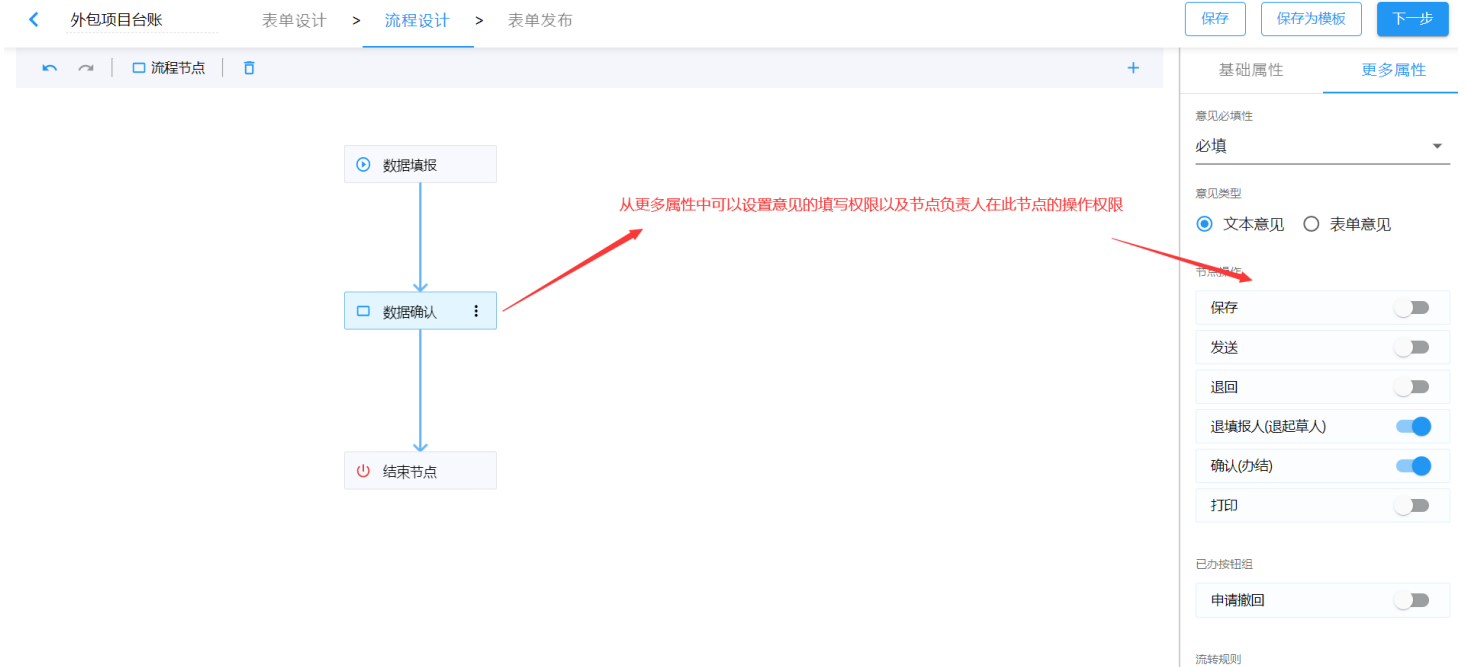 外包项目台账
表单设计 > 流程设计 > 表单发布
保存 保存为模板 下一步
流程节点
基础属性 更多属性
意见必填性
必填
意见类型
文本意见 表单意见
节点操作
保存
发送
退回
退填报人(退起草人)
确认(办结)
打印
已办按钮组
申请撤回
流转规则
数据填报
从更多属性中可以设置意见的填写权限以及节点负责人在此节点的操作权限
数据确认
结束节点